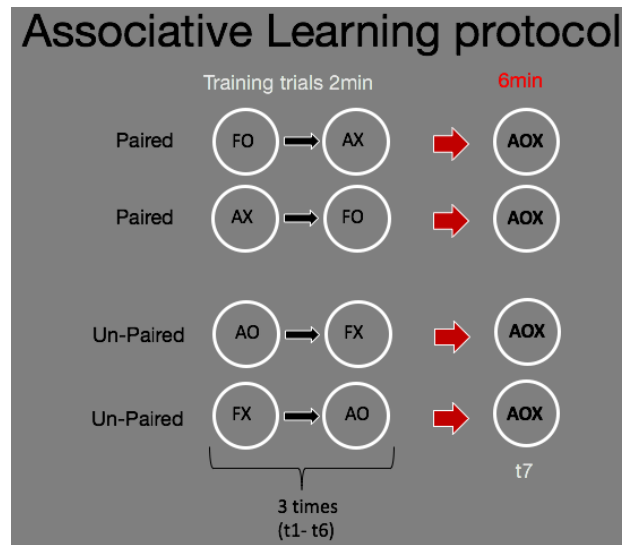 Associative Learning protocol
Training trials 2min 6min
Paired FO AX AOX
Paired AX FO AOX
Un-Paired AO FX AOX
Un-Paired FX AO AOX
t7
3 times
(t1- t6)